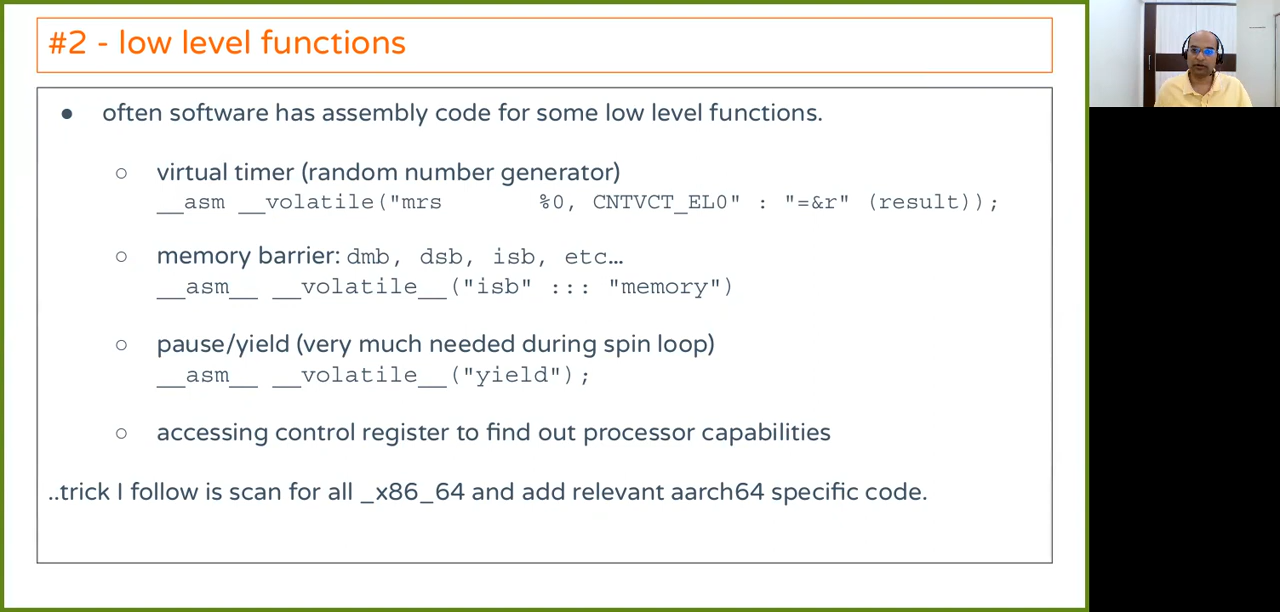 #2 - low level functions
● often software has assembly code for some low level functions.
○ virtual timer (random number generator)
__asm __volatile("mrs %0, CNTVCT_EL0" : "=&r" (result));
○ memory barrier: dmb, dsb, isb, etc…
__asm__ __volatile__("isb" ::: "memory")
○ pause/yield (very much needed during spin loop)
__asm__ __volatile__("yield");
○ accessing control register to find out processor capabilities
..trick I follow is scan for all _x86_64 and add relevant aarch64 specific code.